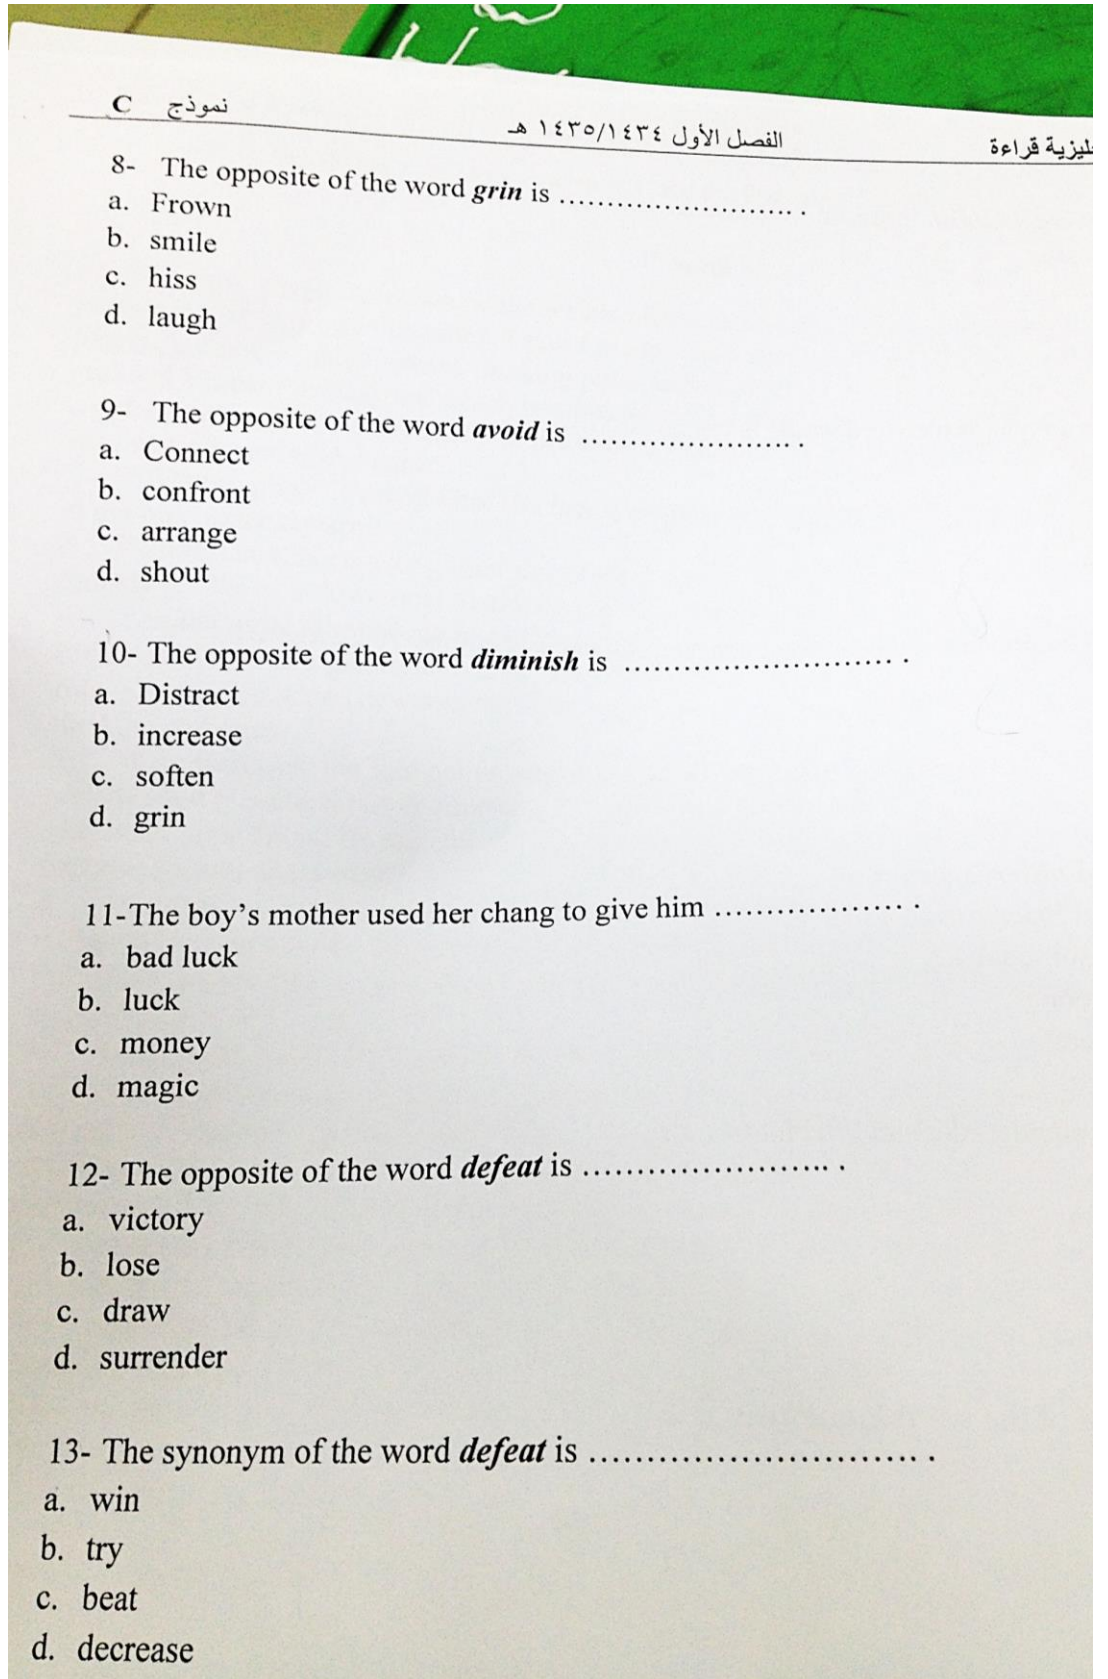 نموذج C
الفصل الأول ١٤٣٥/١٤٣٤ هـ
قراءة
8- The opposite of the word grin is .......................... .
a. Frown
b. smile
c. hiss
d. laugh
9- The opposite of the word avoid is ...................... .
a. Connect
b. confront
c. arrange
d. shout
10- The opposite of the word diminish is ........................... .
a. Distract
b. increase
c. soften
d. grin
11-The boy’s mother used her chang to give him ................... .
a. bad luck
b. luck
c. money
d. magic
12- The opposite of the word defeat is ........................ .
a. victory
b. lose
c. draw
d. surrender
13- The synonym of the word defeat is ............................. .
a. win
b. try
c. beat
d. decrease